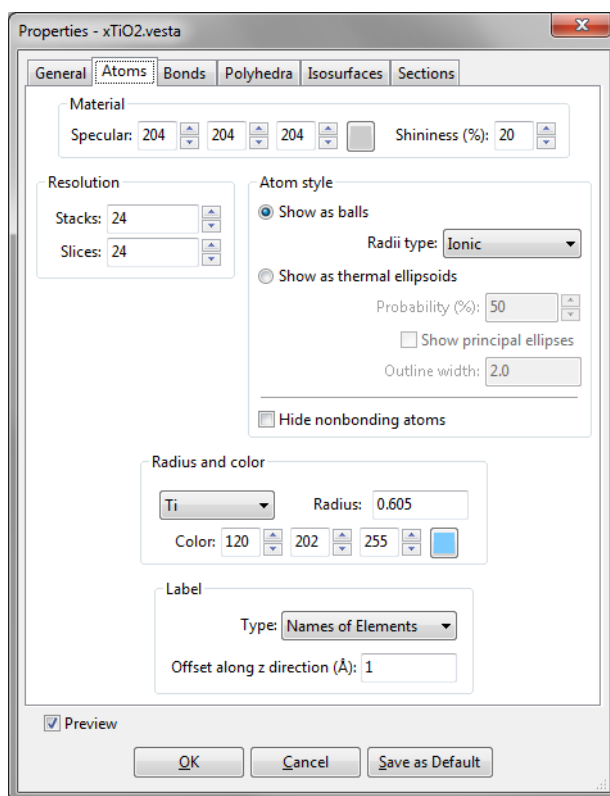 Properties - xTiO2.vesta
General Atoms Bonds Polyhedra Isosurfaces Sections
Material
Specular: 204 204 204 Shininess (%): 20
Resolution
Stacks: 24
Slices: 24
Atom style
Show as balls
Radii type: Ionic
Show as thermal ellipsoids
Probability (%): 50
Show principal ellipses
Outline width: 2.0
Hide nonbonding atoms
Radius and color
Ti Radius: 0.605
Color: 120 202 255
Label
Type: Names of Elements
Offset along z direction (Å): 1
Preview
OK Cancel Save as Default